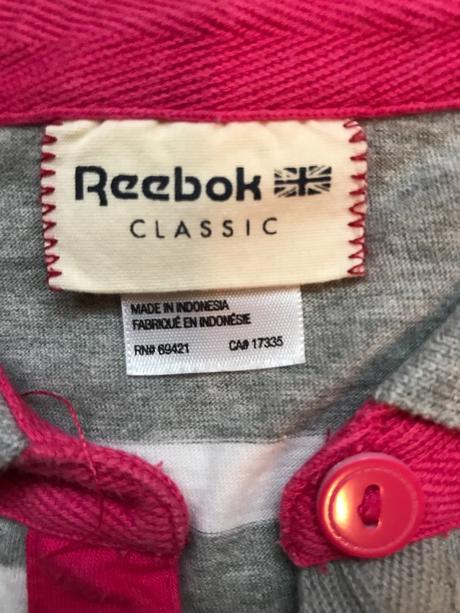 Reebok
CLASSIC
MADE IN INDONESIA
FABRIQUÉ EN INDONÉSIE
RN# 69421 CA# 17335